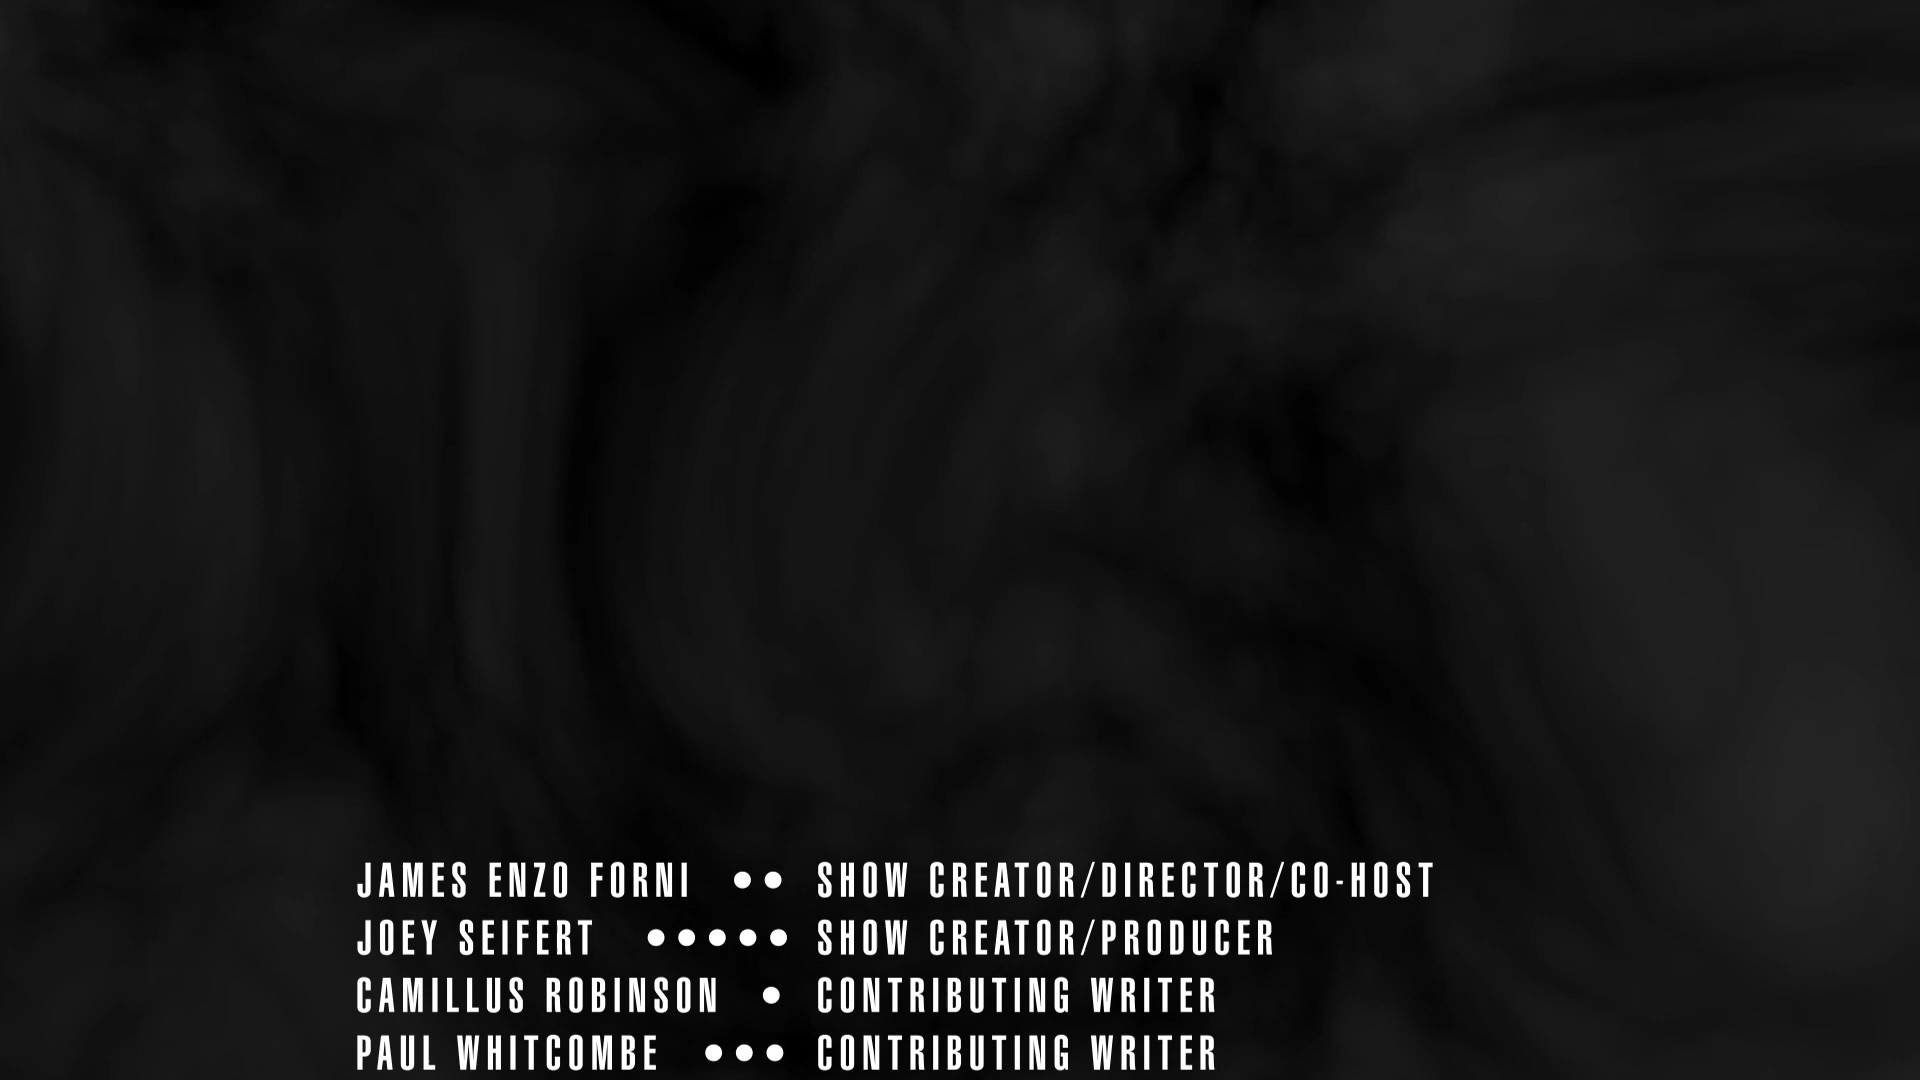 JAMES ENZO FORNI •• SHOW CREATOR/DIRECTOR/CO-HOST
JOEY SEIFERT ••••• SHOW CREATOR/PRODUCER
CAMILLUS ROBINSON • CONTRIBUTING WRITER
PAUL WHITCOMBE ••• CONTRIBUTING WRITER